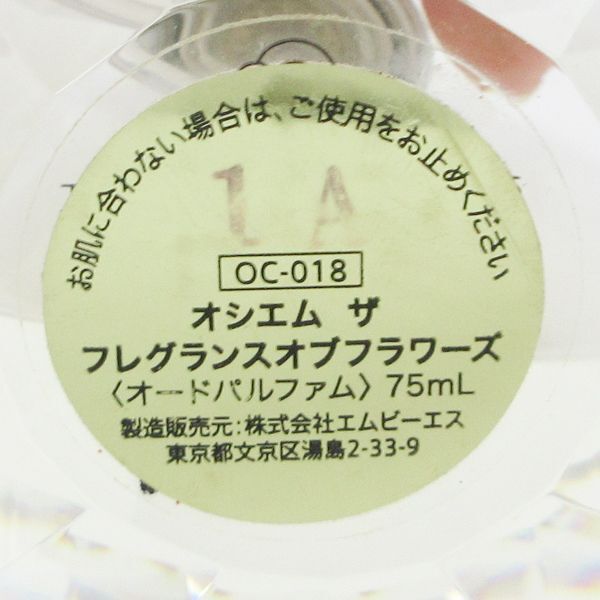 お肌に合わない場合は、ご使用をお止めください
1A
OC-018
オシエム ザ
フレグランスオブフラワーズ
〈オードパルファム〉75mL
製造販売元:株式会社エムビーエス
東京都文京区湯島2-33-9